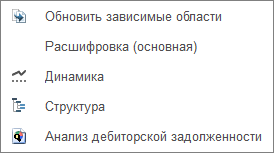 Обновить зависимые области
Расшифровка (основная)
Динамика
Структура
Анализ дебиторской задолженности